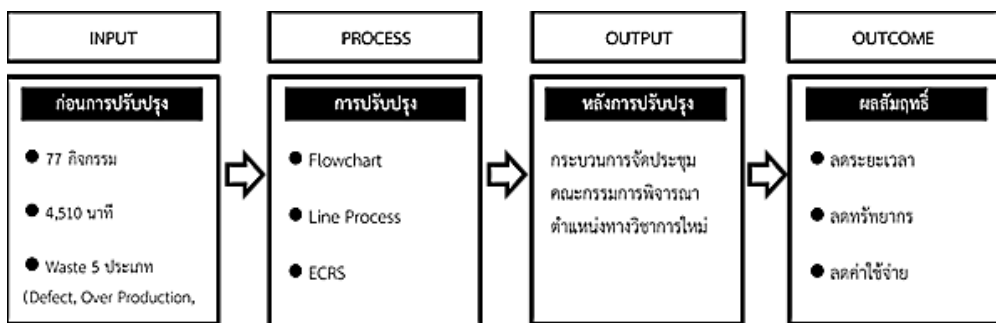 INPUT
PROCESS
OUTPUT
OUTCOME
ก่อนการปรับปรุง
● 77 กิจกรรม
● 4,510 นาที
● Waste 5 ประเภท
(Defect, Over Production,
การปรับปรุง
● Flowchart
● Line Process
● ECRS
หลังการปรับปรุง
กระบวนการจัดประชุม
คณะกรรมการพิจารณา
ตำแหน่งทางวิชาการใหม่
ผลสัมฤทธิ์
● ลดระยะเวลา
● ลดทรัพยากร
● ลดค่าใช้จ่าย